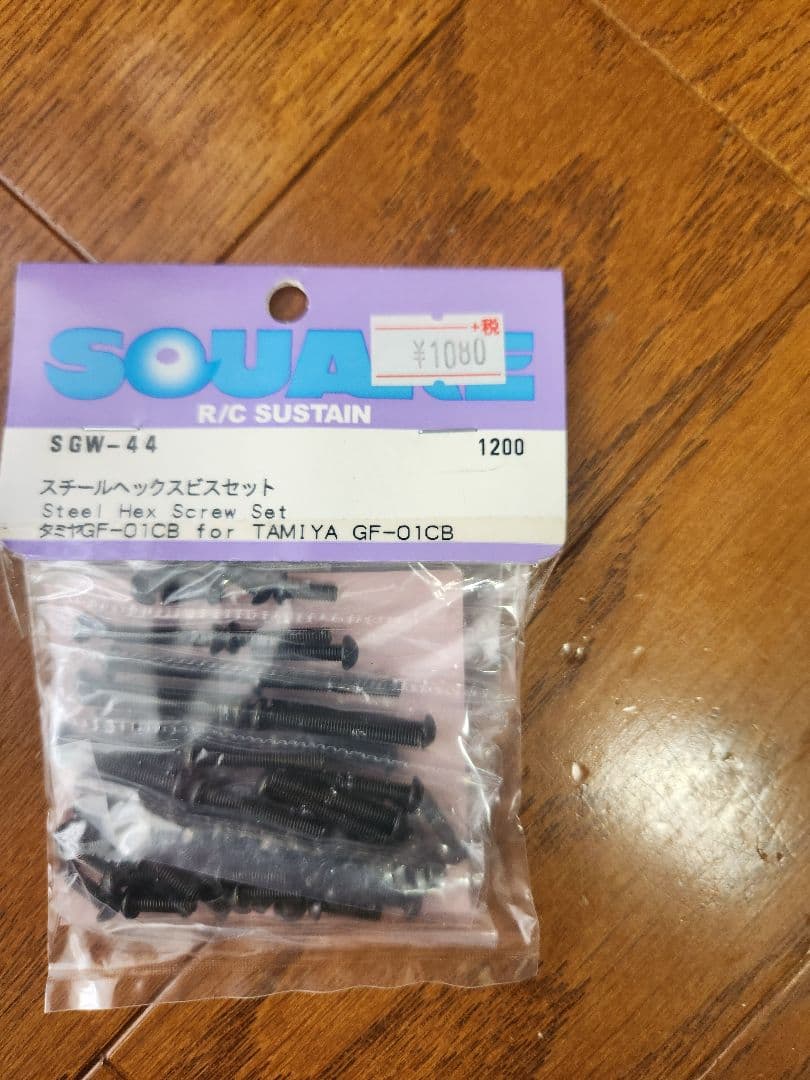 SQUARE
+税
¥1080
R/C SUSTAIN
SGW-44 1200
スチールヘックスビスセット
Steel Hex Screw Set
タミヤGF-01CB for TAMIYA GF-01CB